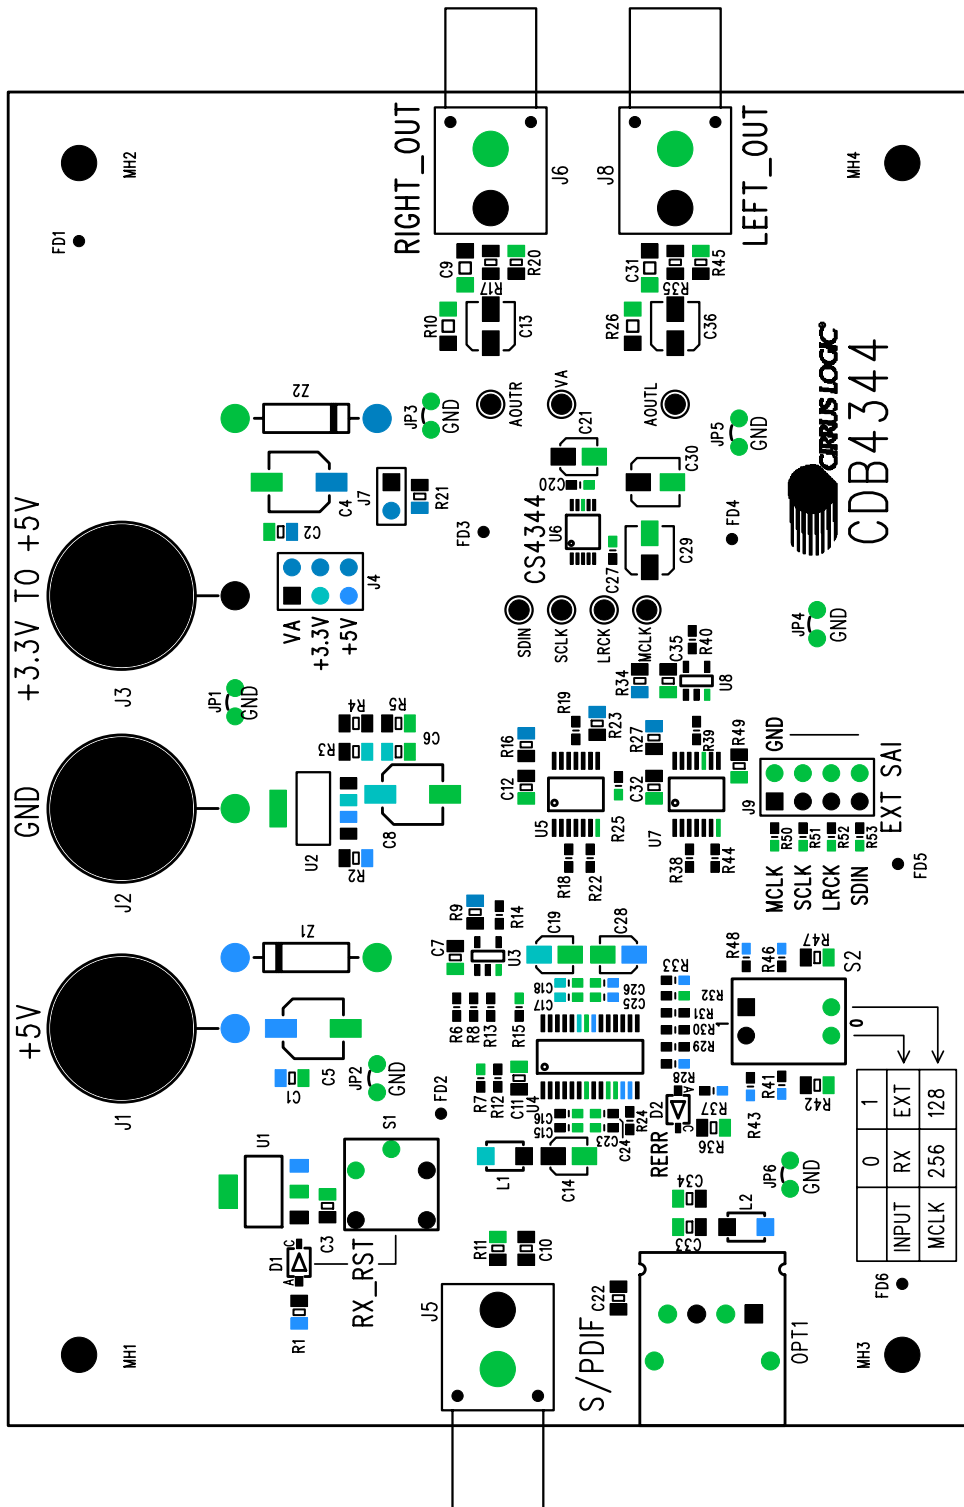 MH2
FD1
RIGHT_OUT
J6
J8
LEFT_OUT
MH4
C9
R17
R20
C31
R35
R45
R10
C13
R26
C36
Z2
JP3
GND
AOUTR
VA
AOUTL
JP5
GND
CIRRUS LOGIC
CDB4344
C4
J7
R21
C2
C21
C20
C30
FD3
CS4344
U6
C27
C29
FD4
+3.3V TO +5V
J3
J4
VA
+3.3V
+5V
SDIN
SCLK
LRCK
MCLK
JP4
GND
JP1
GND
R4
R5
R3
C6
C8
U2
R2
R19
R16
R23
C12
U5
R25
R18
R22
R34
C35
R40
U8
R27
R39
R49
C32
U7
R38
R44
GND
J9
EXT SAI
R50
R51
R52
R53
MCLK
SCLK
LRCK
SDIN
FD5
GND
J2
R9
R14
C7
U3
C19
C28
C18
C17
C26
C25
R6
R8
R13
R15
R7
R12
C11
U4
C16
C15
C23
C24
R24
L1
C14
Z1
+5V
J1
C5
C1
JP2
GND
FD2
R33
R32
R31
R30
R29
R28
A
D2
C
RERR
R37
R36
R48
R46
R47
S2
1
0
R43
R41
R42
U1
S1
C3
D1
C
A
RX_RST
R1
R11
C10
J5
C22
S/PDIF
C34
C33
L2
JP6
GND
OPT1
FD6
0 1
INPUT RX EXT
MCLK 256 128
MH1
MH3